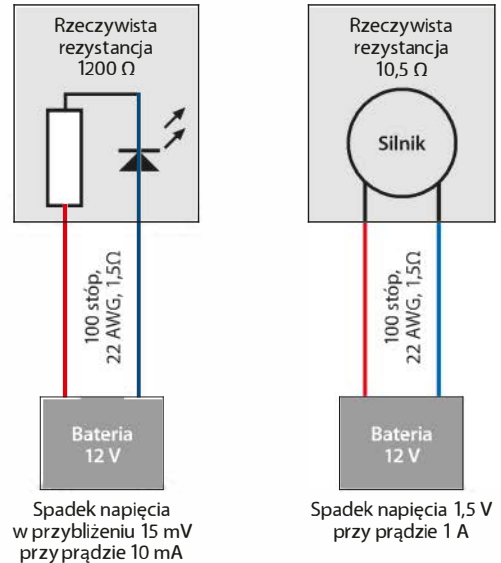 Rzeczywista
rezystancja
1200 Ω
100 stóp,
22 AWG, 1,5Ω
Bateria
12 V
Spadek napięcia
w przybliżeniu 15 mV
przy prądzie 10 mA
Rzeczywista
rezystancja
10,5 Ω
Silnik
100 stóp,
22 AWG, 1,5Ω
Bateria
12 V
Spadek napięcia 1,5 V
przy prądzie 1 A